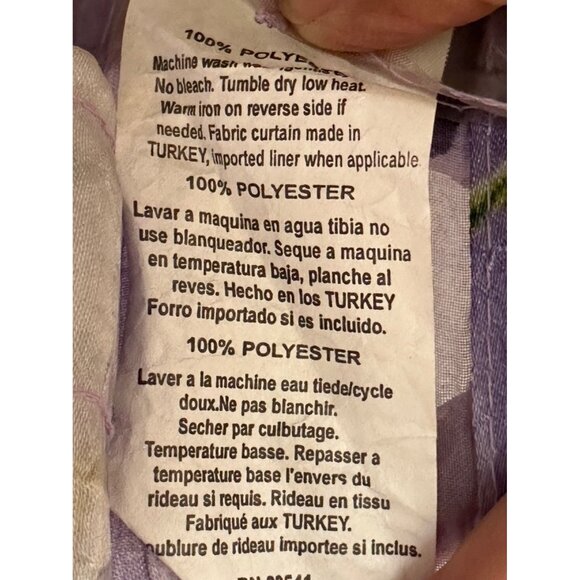 100% POLYESTER
Machine wash
No bleach. Tumble dry low heat.
Warm iron on reverse side if
needed. Fabric curtain made in
TURKEY, imported liner when applicable
100% POLYESTER
Lavar a maquina en agua tibia no
use blanqueador. Seque a maquina
en temperatura baja, planche al
reves. Hecho en los TURKEY
Forro importado si es incluido.
100% POLYESTER
Laver a la machine eau tiede/cycle
doux.Ne pas blanchir.
Secher par culbutage.
Temperature basse. Repasser a
temperature base l'envers du
rideau si requis. Rideau en tissu
Fabriqué aux TURKEY.
oublure de rideau importee si inclus.